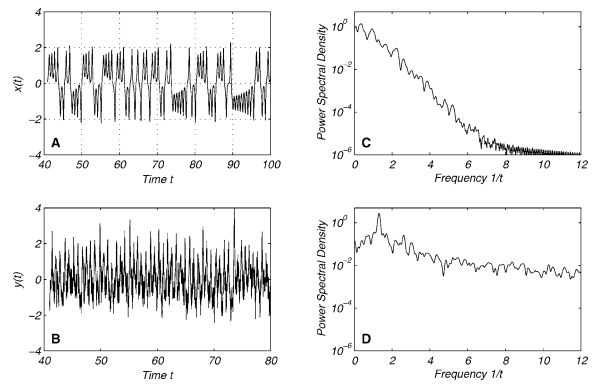 4
2
0
−2
−4
x(t)
A
40 50 60 70 80 90 100
Time t
10^0
10^−2
10^−4
10^−6
Power Spectral Density
C
0 2 4 6 8 10 12
Frequency 1/t
4
2
0
−2
−4
y(t)
B
40 50 60 70 80
Time t
10^0
10^−2
10^−4
10^−6
Power Spectral Density
D
0 2 4 6 8 10 12
Frequency 1/t